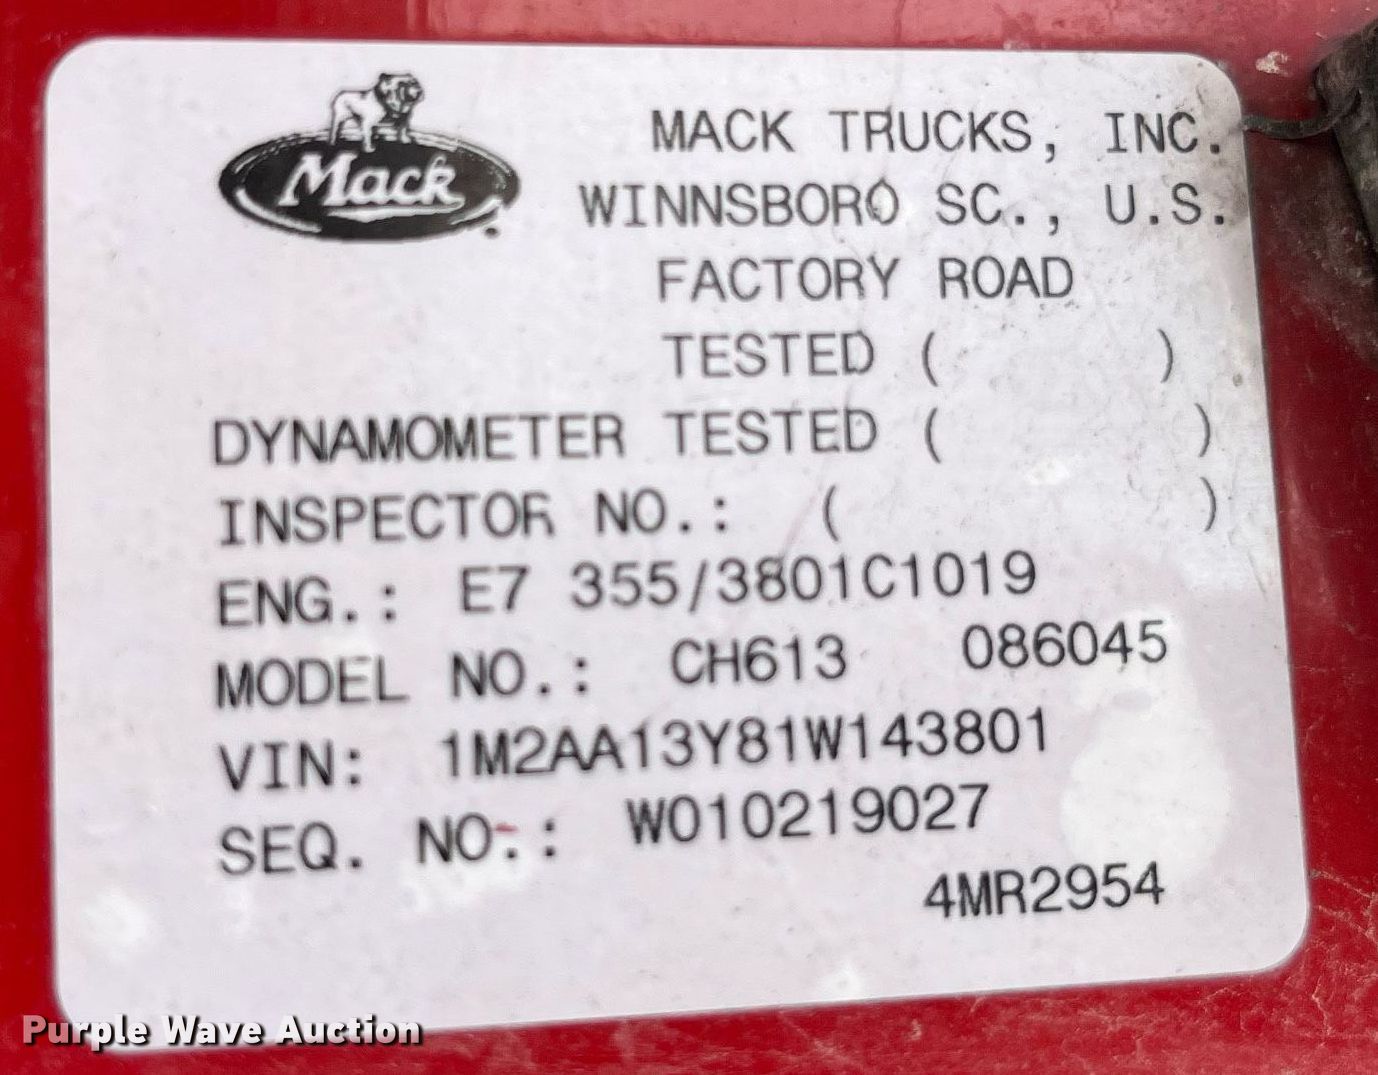 Mack
MACK TRUCKS, INC.
WINNSBORO SC., U.S.
FACTORY ROAD
TESTED ( )
DYNAMOMETER TESTED ( )
INSPECTOR NO.: ( )
ENG.: E7 355/3801C1019
MODEL NO.: CH613 086045
VIN: 1M2AA13Y81W143801
SEQ. NO.: W010219027
4MR2954
Purple Wave Auction